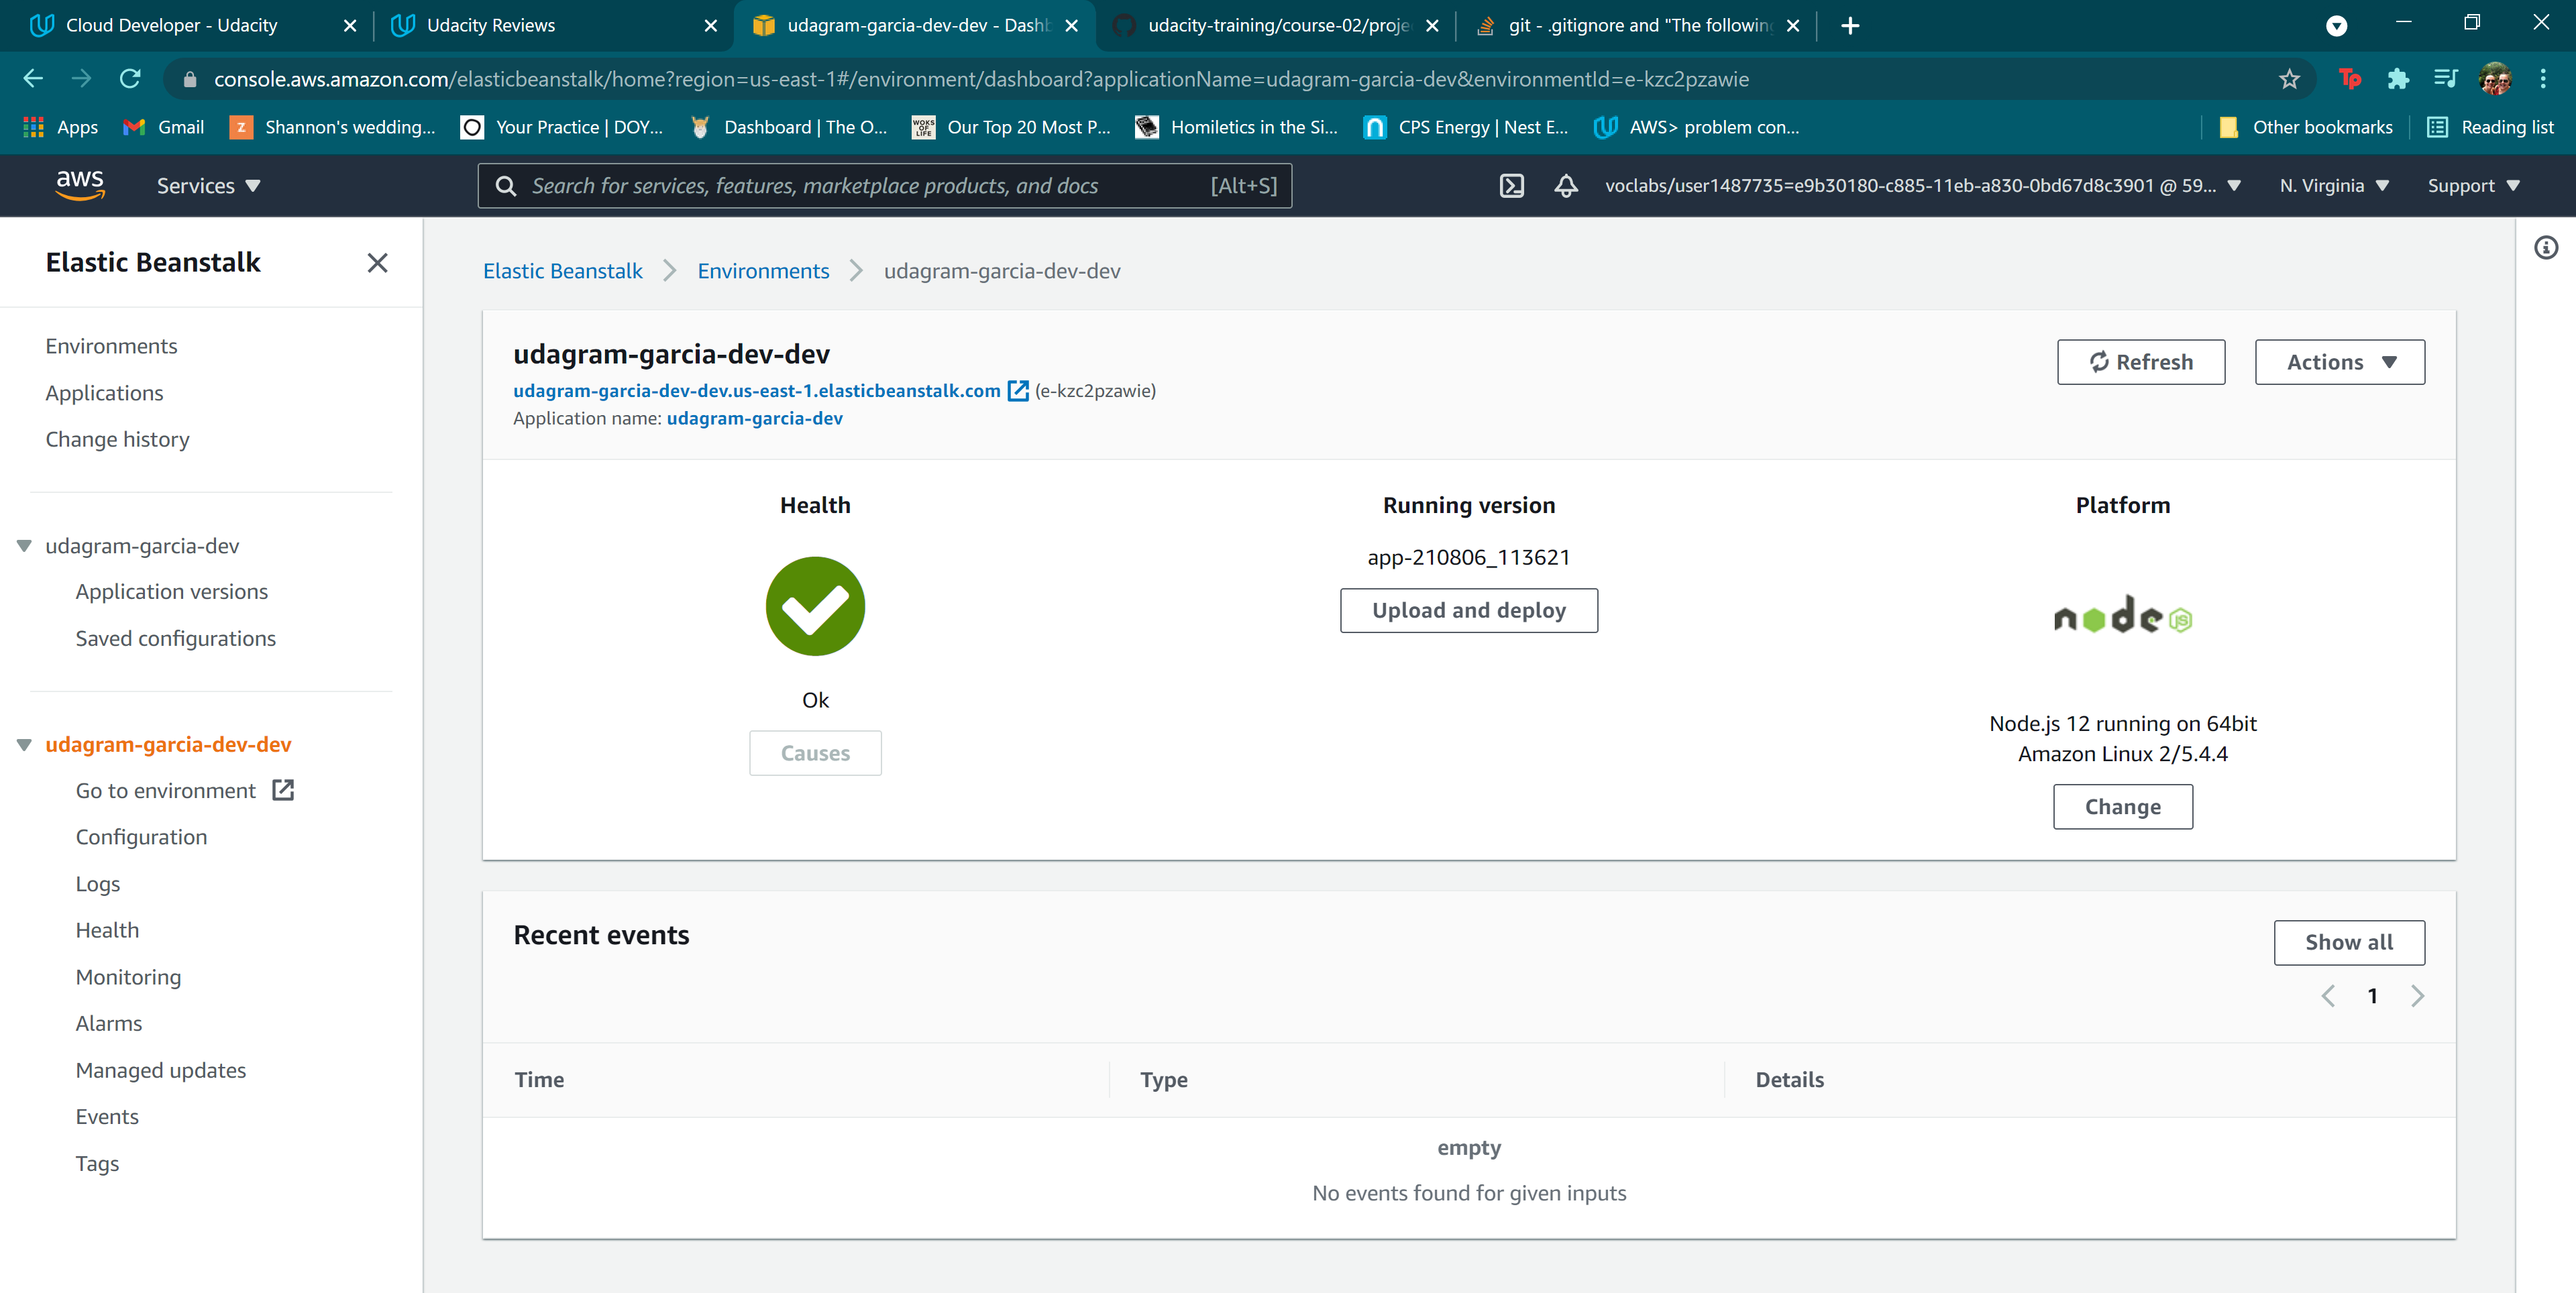 Cloud Developer - Udacity
Udacity Reviews
udagram-garcia-dev-dev - Dashb
udacity-training/course-02/proje
git - .gitignore and "The following
console.aws.amazon.com/elasticbeanstalk/home?region=us-east-1#/environment/dashboard?applicationName=udagram-garcia-dev&environmentId=e-kzc2pzawie
Tp
Apps
Gmail
Z
Shannon's wedding...
Your Practice | DOY...
Dashboard | The O...
WOKS OF LIFE
Our Top 20 Most P...
Homiletics in the Si...
CPS Energy | Nest E...
AWS> problem con...
Other bookmarks
Reading list
aws
Services
Search for services, features, marketplace products, and docs
[Alt+S]
voclabs/user1487735=e9b30180-c885-11eb-a830-0bd67d8c3901 @ 59...
N. Virginia
Support
Elastic Beanstalk
Environments
Applications
Change history
udagram-garcia-dev
Application versions
Saved configurations
udagram-garcia-dev-dev
Go to environment
Configuration
Logs
Health
Monitoring
Alarms
Managed updates
Events
Tags
Elastic Beanstalk
Environments
udagram-garcia-dev-dev
udagram-garcia-dev-dev
udagram-garcia-dev-dev.us-east-1.elasticbeanstalk.com (e-kzc2pzawie)
Application name: udagram-garcia-dev
Refresh
Actions
Health
Ok
Causes
Running version
app-210806_113621
Upload and deploy
Platform
node JS
Node.js 12 running on 64bit
Amazon Linux 2/5.4.4
Change
Recent events
Show all
1
Time
Type
Details
empty
No events found for given inputs